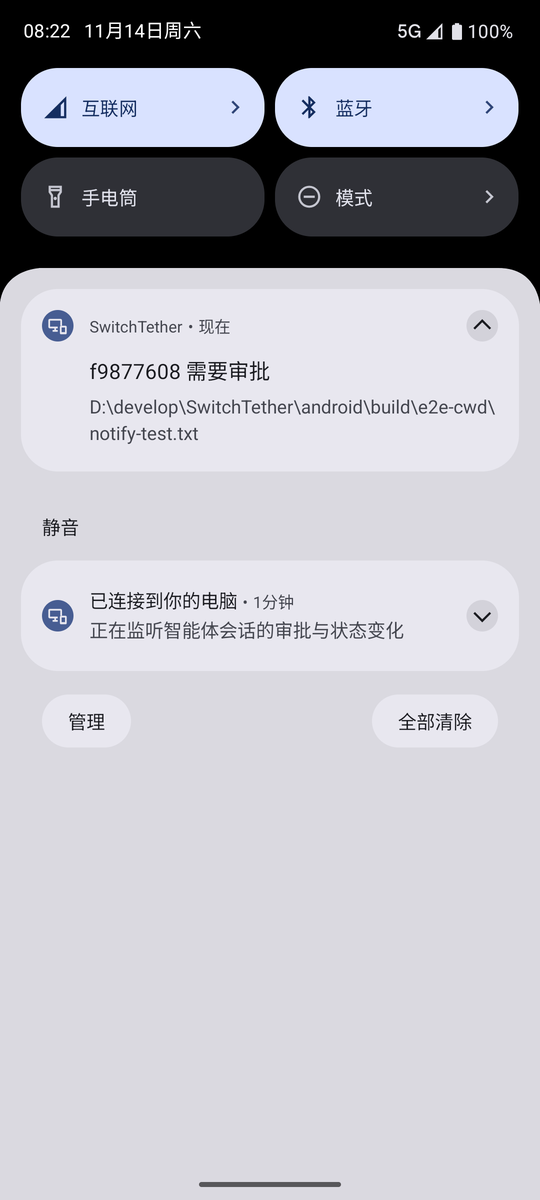 08:22 11月14日周六 5G 100%
互联网 蓝牙
手电筒 模式
SwitchTether • 现在
f9877608 需要审批
D:\develop\SwitchTether\android\build\e2e-cwd\
notify-test.txt
静音
已连接到你的电脑 • 1分钟
正在监听智能体会话的审批与状态变化
管理 全部清除